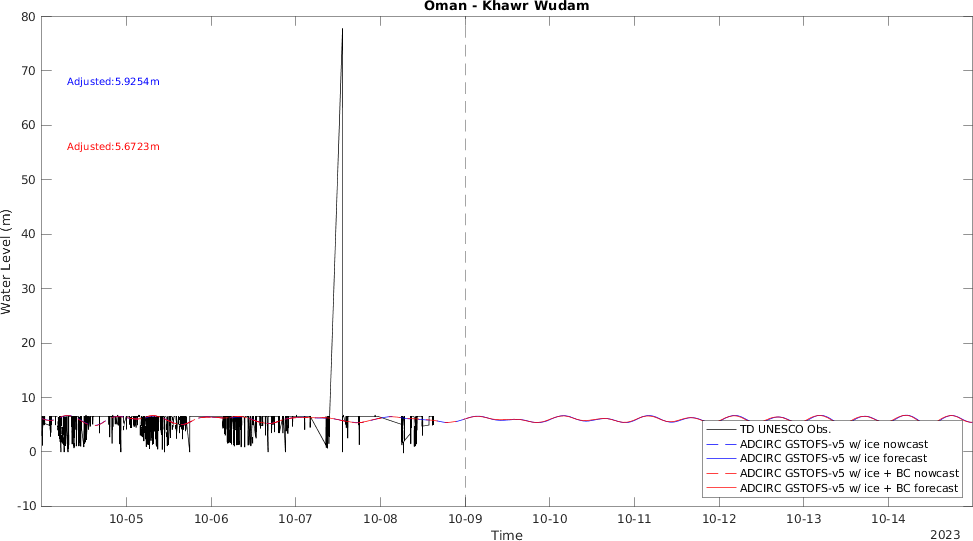 Oman - Khawr Wudam
80
70
60
50
40
30
20
10
0
-10
Water Level (m)
Adjusted:5.9254m
Adjusted:5.6723m
TD UNESCO Obs.
ADCIRC GSTOFS-v5 w/ ice nowcast
ADCIRC GSTOFS-v5 w/ ice forecast
ADCIRC GSTOFS-v5 w/ ice + BC nowcast
ADCIRC GSTOFS-v5 w/ ice + BC forecast
10-05 10-06 10-07 10-08 10-09 10-10 10-11 10-12 10-13 10-14
Time
2023